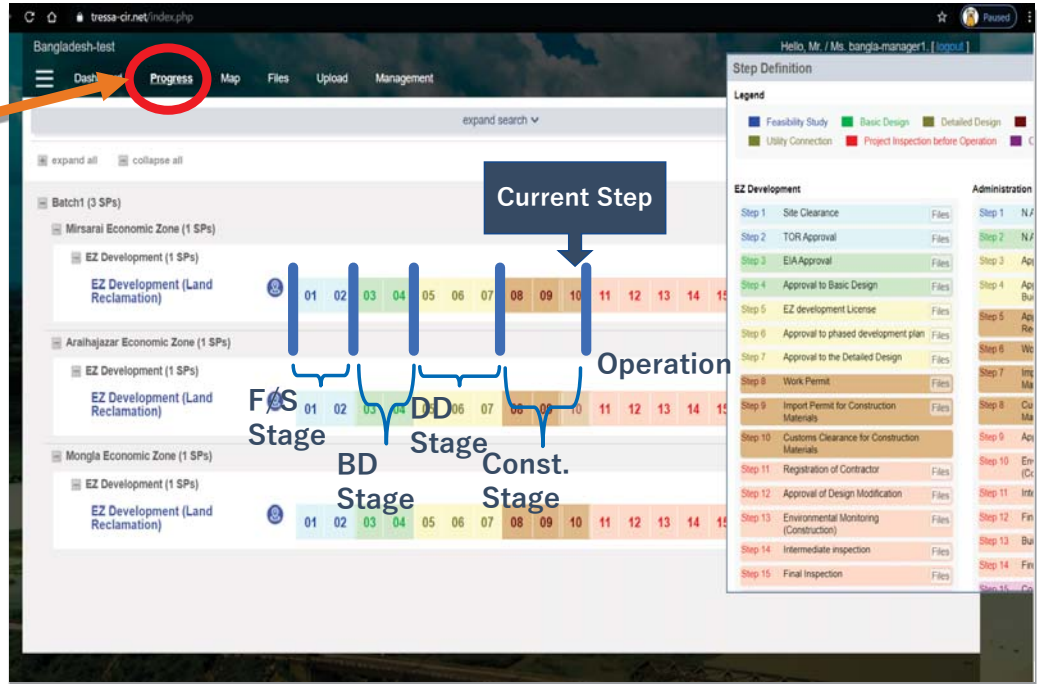 tressa-cir.net/index.php
Paused
Bangladesh-test
Hello, Mr. / Ms. bangla-manager1. [ logout ]
Progress Map Files Upload Management
expand search
expand all collapse all
Batch1 (3 SPs)
Mirsarai Economic Zone (1 SPs)
EZ Development (1 SPs)
EZ Development (Land
Reclamation)
01 02 03 04 05 06 07 08 09 10 11 12 13 14
Current Step
Araihajazar Economic Zone (1 SPs)
EZ Development (1 SPs)
EZ Development (Land
Reclamation)
01 02 03 04 05 06 07 08 09 10 11 12 13 14
F/S
Stage
BD
Stage
DD
Stage
Const.
Stage
Operation
Mongla Economic Zone (1 SPs)
EZ Development (1 SPs)
EZ Development (Land
Reclamation)
01 02 03 04 05 06 07 08 09 10 11 12 13 14
Step Definition
Legend
Feasibility Study Basic Design Detailed Design
Utility Connection Project Inspection before Operation
EZ Development
Step 1 Site Clearance Files
Step 2 TOR Approval Files
Step 3 EIA Approval Files
Step 4 Approval to Basic Design Files
Step 5 EZ development License Files
Step 6 Approval to phased development plan Files
Step 7 Approval to the Detailed Design Files
Step 8 Work Permit Files
Step 9 Import Permit for Construction
Materials Files
Step 10 Customs Clearance for Construction
Materials
Step 11 Registration of Contractor Files
Step 12 Approval of Design Modification Files
Step 13 Environmental Monitoring
(Construction) Files
Step 14 Intermediate inspection Files
Step 15 Final Inspection Files
Administration
Step 1
Step 2
Step 3
Step 4
Step 5
Step 6
Step 7
Step 8
Step 9
Step 10
Step 11
Step 12
Step 13
Step 14
Step 15